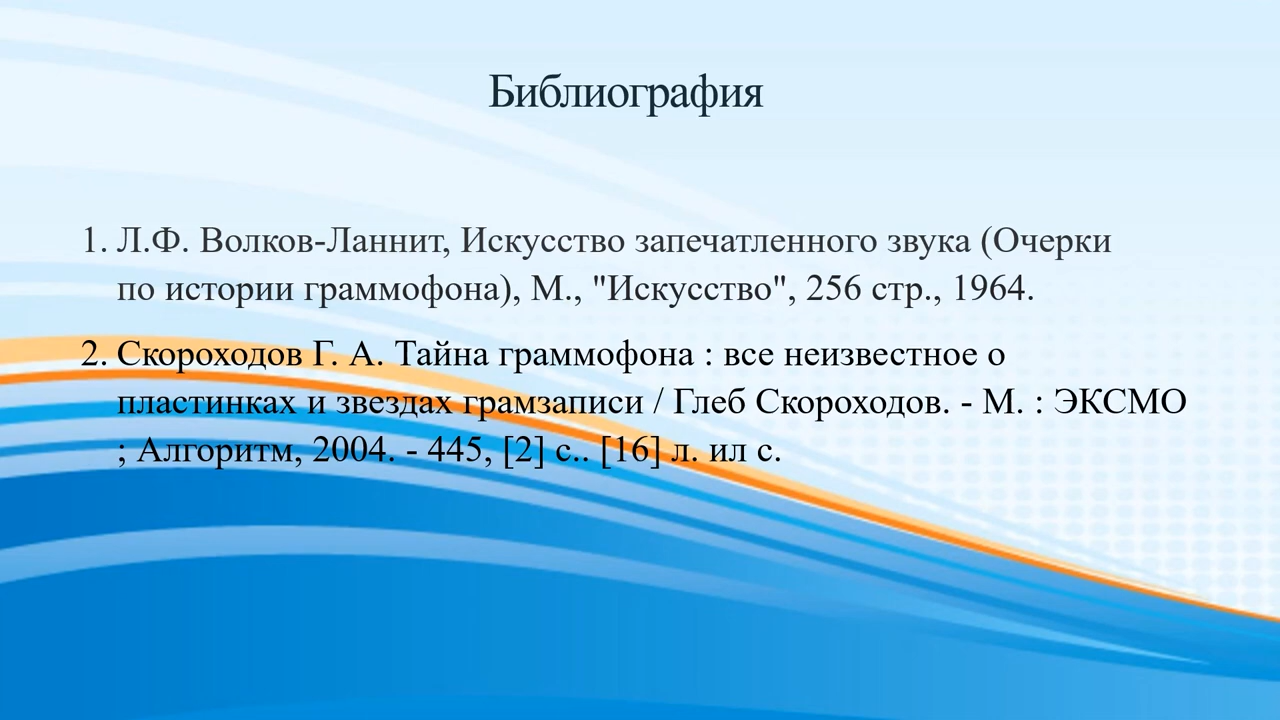 Библиография
1. Л.Ф. Волков-Ланнит, Искусство запечатленного звука (Очерки
по истории граммофона), М., "Искусство", 256 стр., 1964.
2. Скороходов Г. А. Тайна граммофона : все неизвестное о
пластинках и звездах грамзаписи / Глеб Скороходов. - М. : ЭКСМО
; Алгоритм, 2004. - 445, [2] с.. [16] л. ил с.